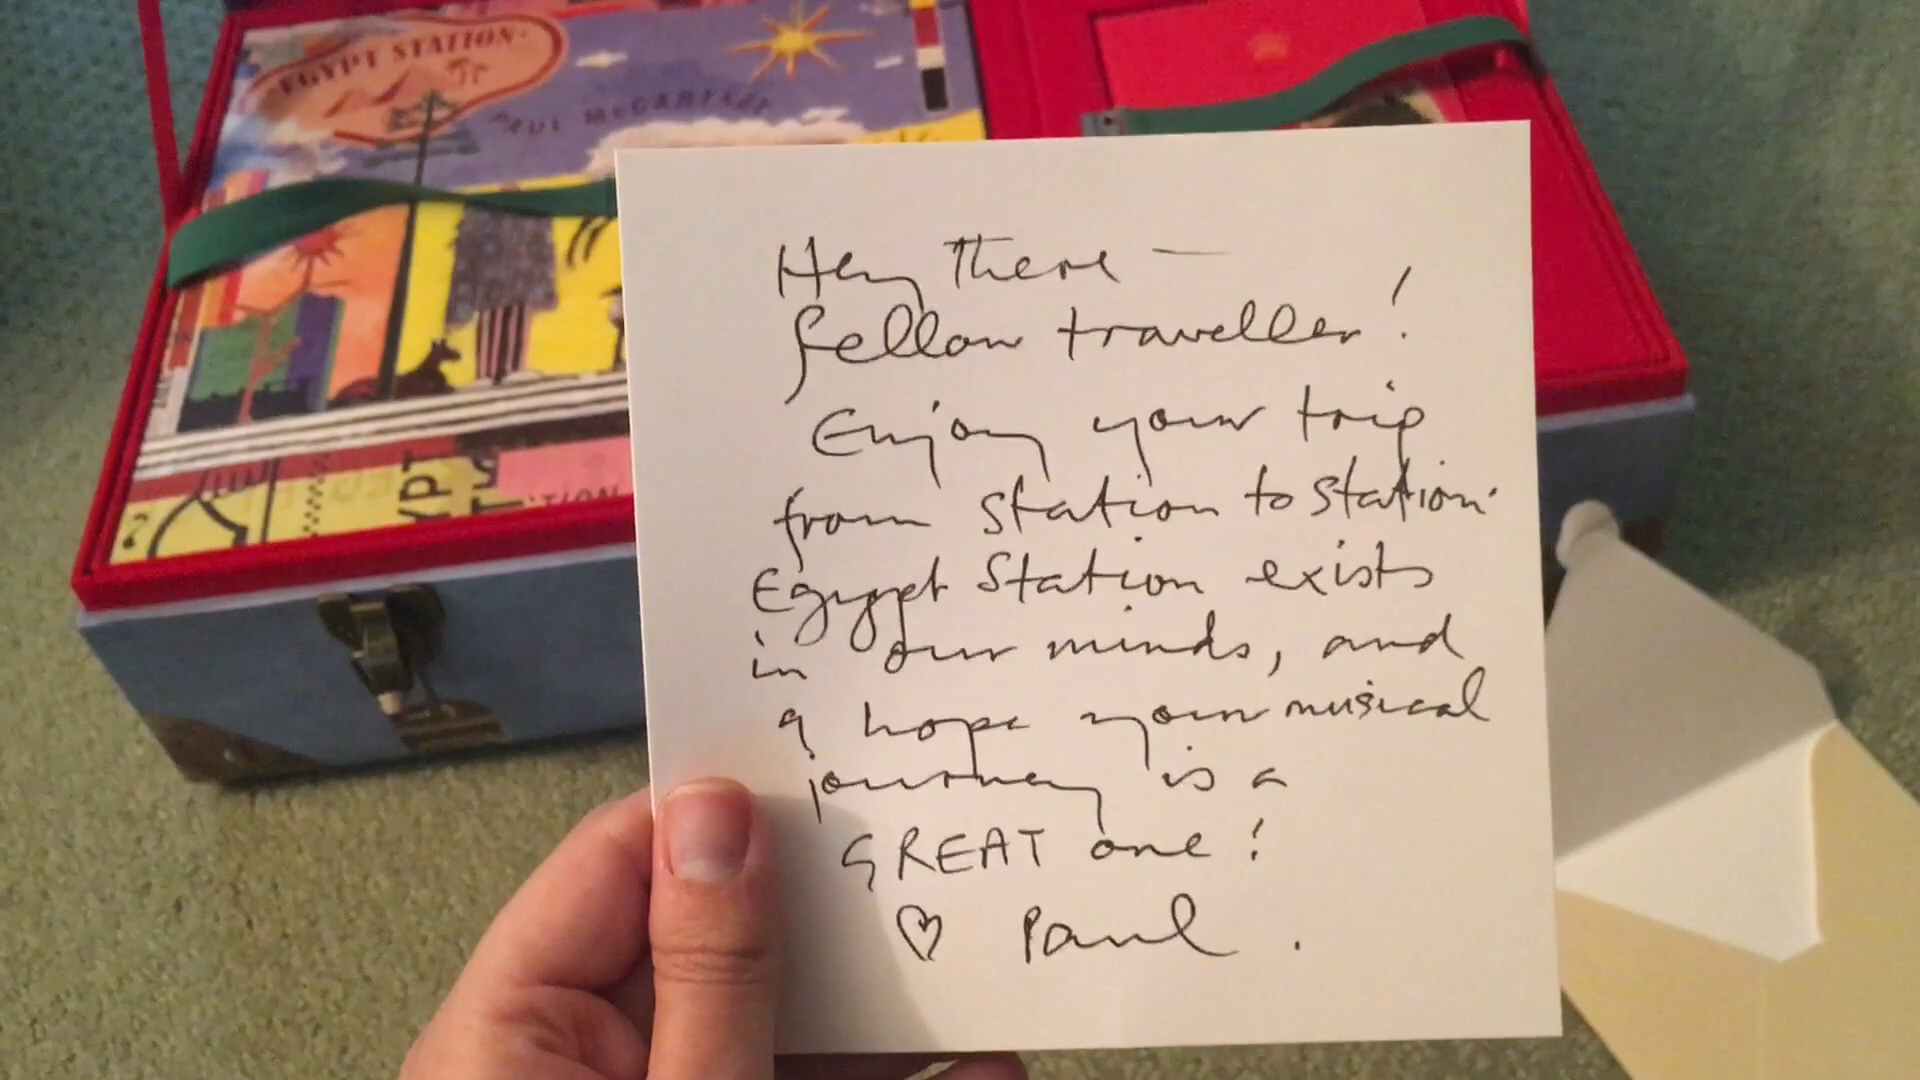 EGYPT STATION
PAUL McCARTNEY
Hey there —
fellow traveller!
Enjoy your trip
from station to station.
Egypt Station exists
in our minds, and
I hope your musical
journey is a
GREAT one!
♡ Paul.